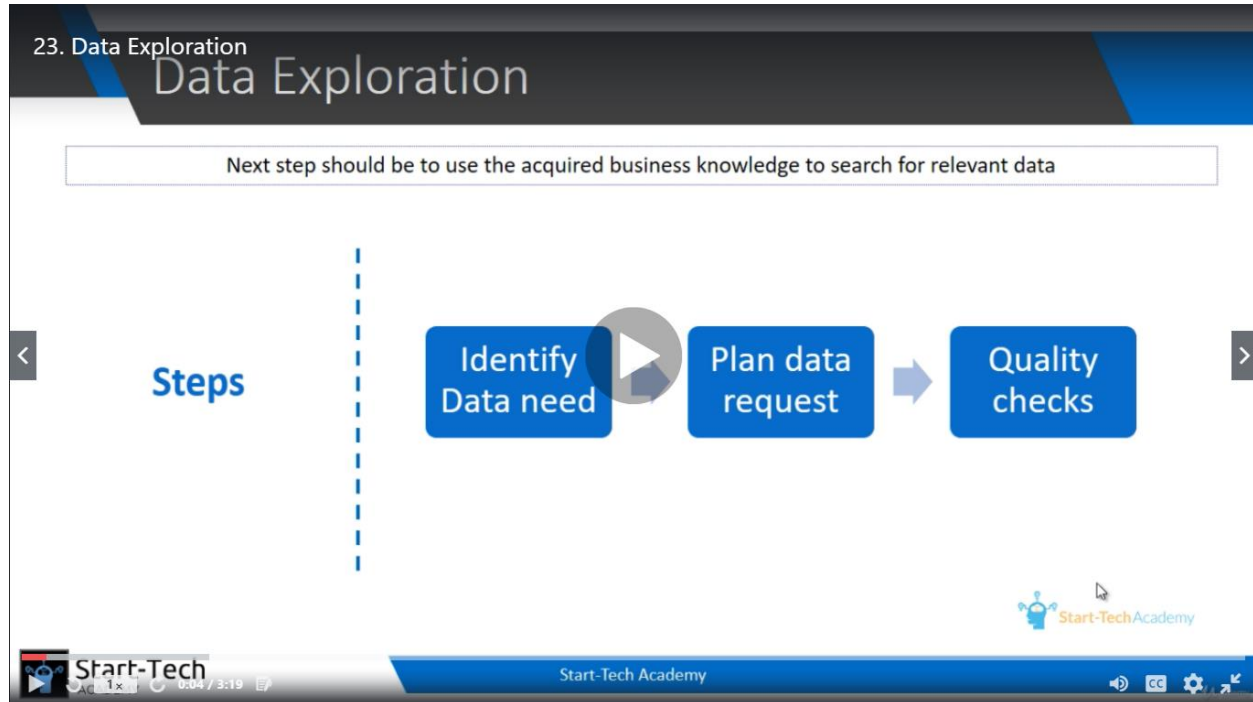 23. Data Exploration
Data Exploration
Next step should be to use the acquired business knowledge to search for relevant data
Steps
Identify
Data need
Plan data
request
Quality
checks
Start-Tech Academy
Start-Tech
1x
0:04 / 3:19
Start-Tech Academy
CC